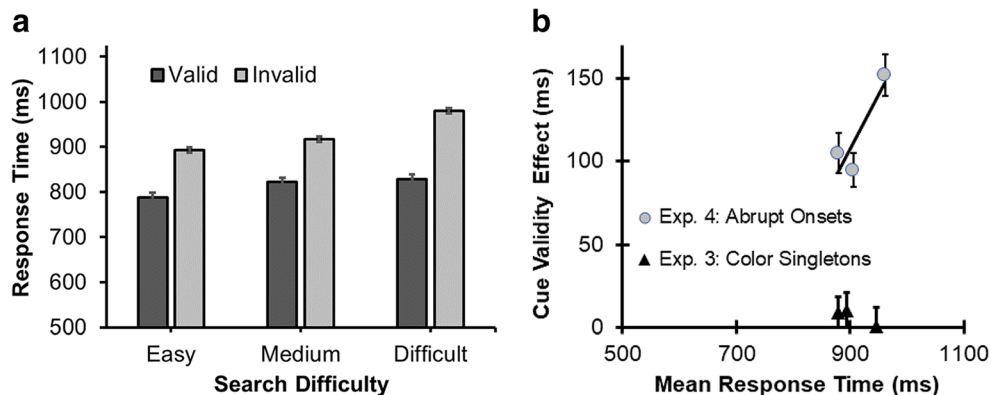 a
Response Time (ms)
1100
1000
900
800
700
600
500
Valid
Invalid
Easy
Medium
Difficult
Search Difficulty
b
Cue Validity Effect (ms)
150
100
50
0
Exp. 4: Abrupt Onsets
Exp. 3: Color Singletons
500
700
900
1100
Mean Response Time (ms)